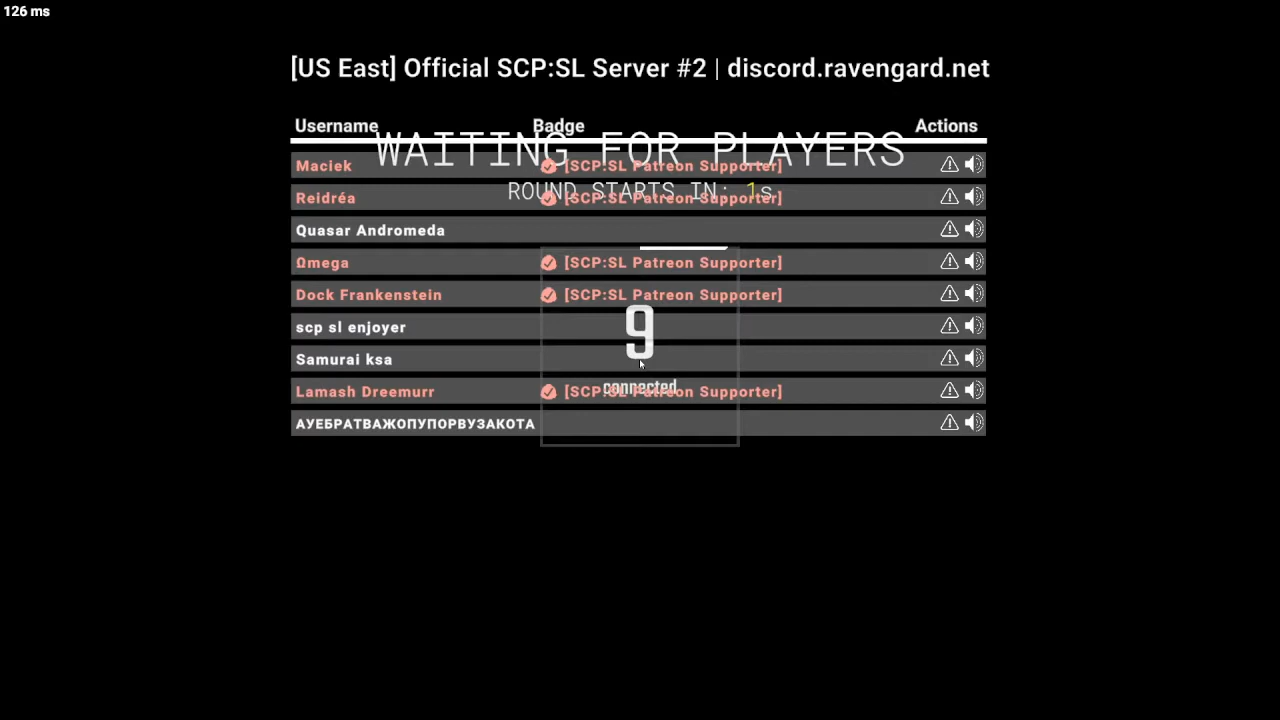 126 ms
[US East] Official SCP:SL Server #2 | discord.ravengard.net
Username Badge Actions
WAITING FOR PLAYERS
Maciek [SCP:SL Patreon Supporter]
ROUND STARTS IN: 1s
Reidréa [SCP:SL Patreon Supporter]
Quasar Andromeda
Ωmega [SCP:SL Patreon Supporter]
Dock Frankenstein [SCP:SL Patreon Supporter]
scp sl enjoyer
9
Samurai ksa
connected
Lamash Dreemurr [SCP:SL Patreon Supporter]
АУЕБРАТВАЖОПУПОРВУЗАКОТА